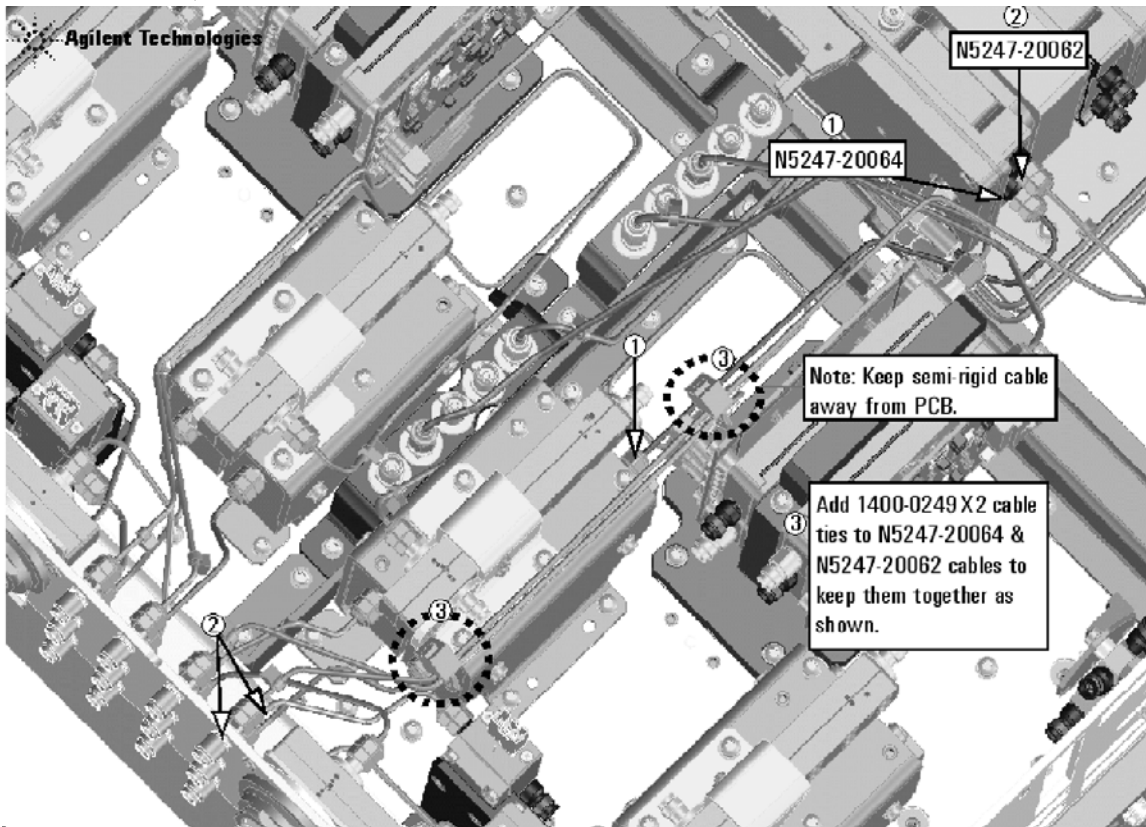 Agilent Technologies
②
N5247-20062
①
N5247-20064
①
③
Note: Keep semi-rigid cable
away from PCB.
③
Add 1400-0249 X2 cable
ties to N5247-20064 &
N5247-20062 cables to
keep them together as
shown.
③
②